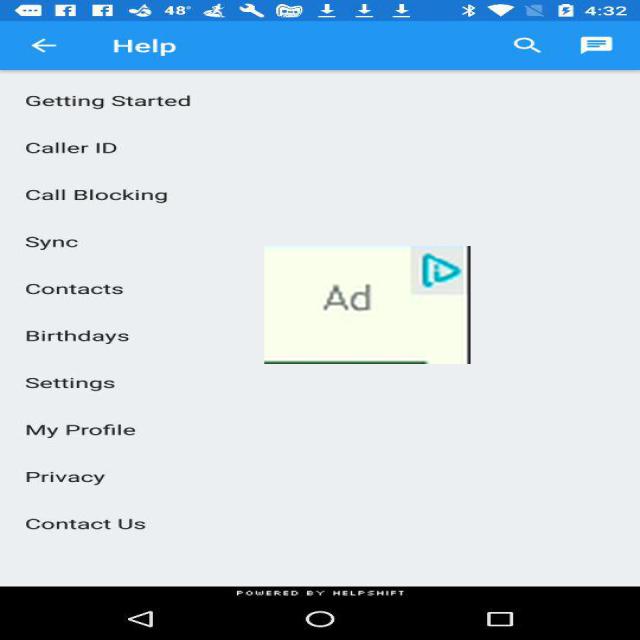 48° 4:32
Help
Getting Started
Caller ID
Call Blocking
Sync
Contacts
Ad
Birthdays
Settings
My Profile
Privacy
Contact Us
POWERED BY HELPSHIFT